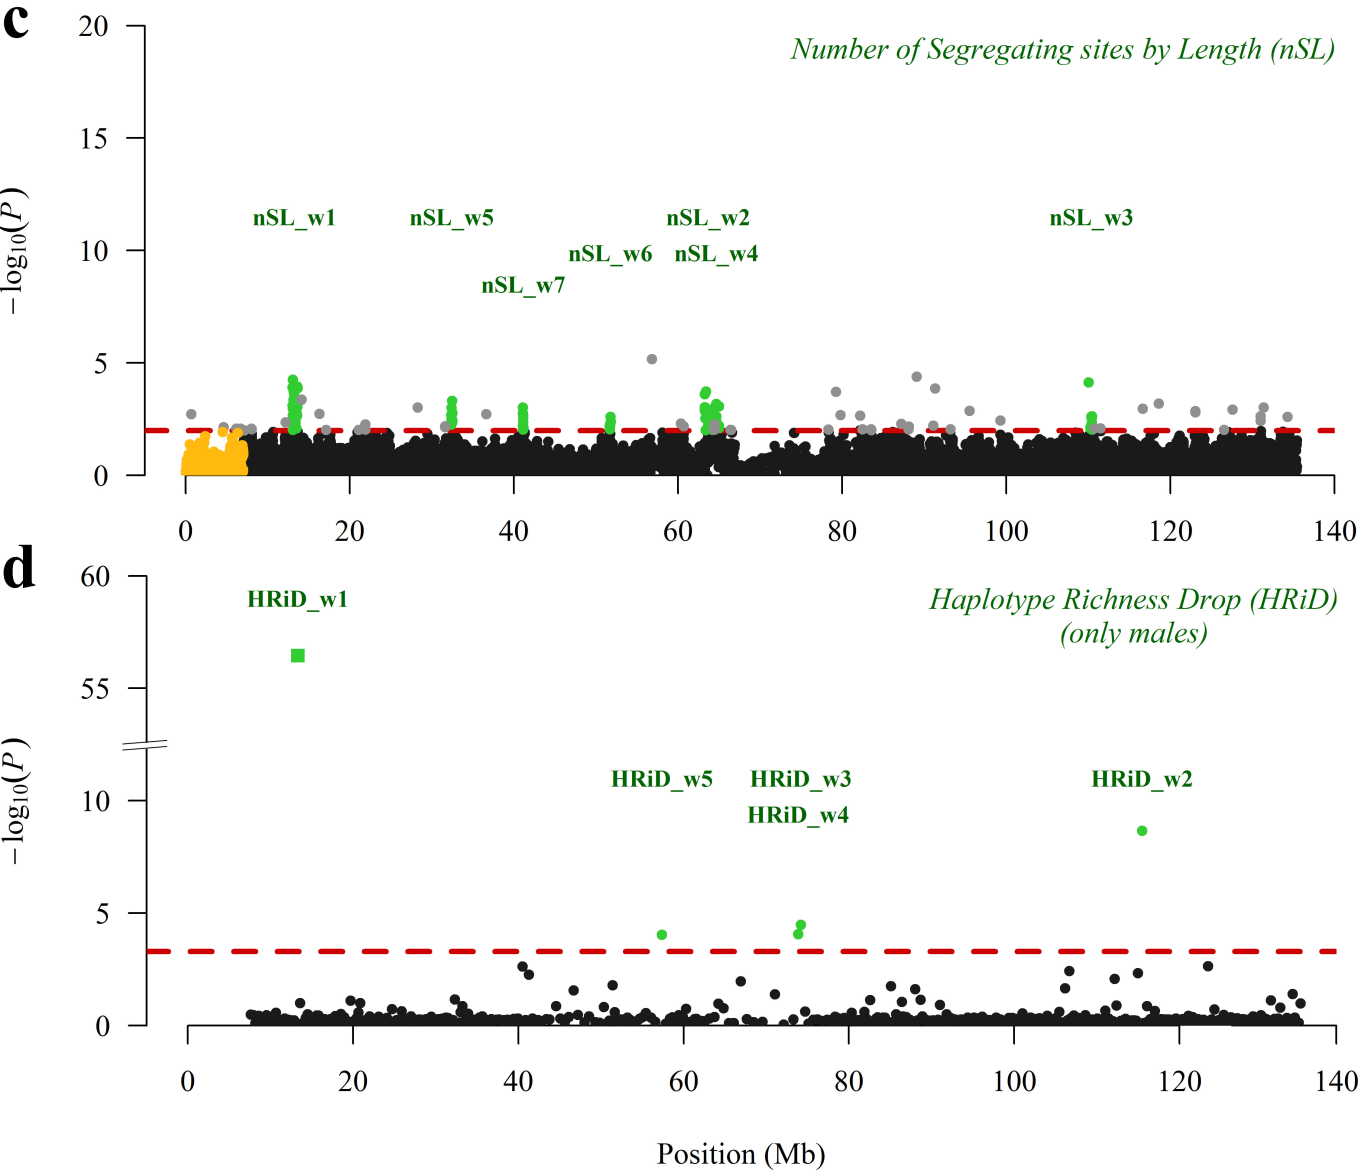 c
Number of Segregating sites by Length (nSL)
20
15
10
5
0
−log10(P)
nSL_w1
nSL_w5
nSL_w2
nSL_w3
nSL_w6
nSL_w4
nSL_w7
0 20 40 60 80 100 120 140
d
Haplotype Richness Drop (HRiD)
(only males)
60
55
10
5
0
−log10(P)
HRiD_w1
HRiD_w5
HRiD_w3
HRiD_w2
HRiD_w4
0 20 40 60 80 100 120 140
Position (Mb)